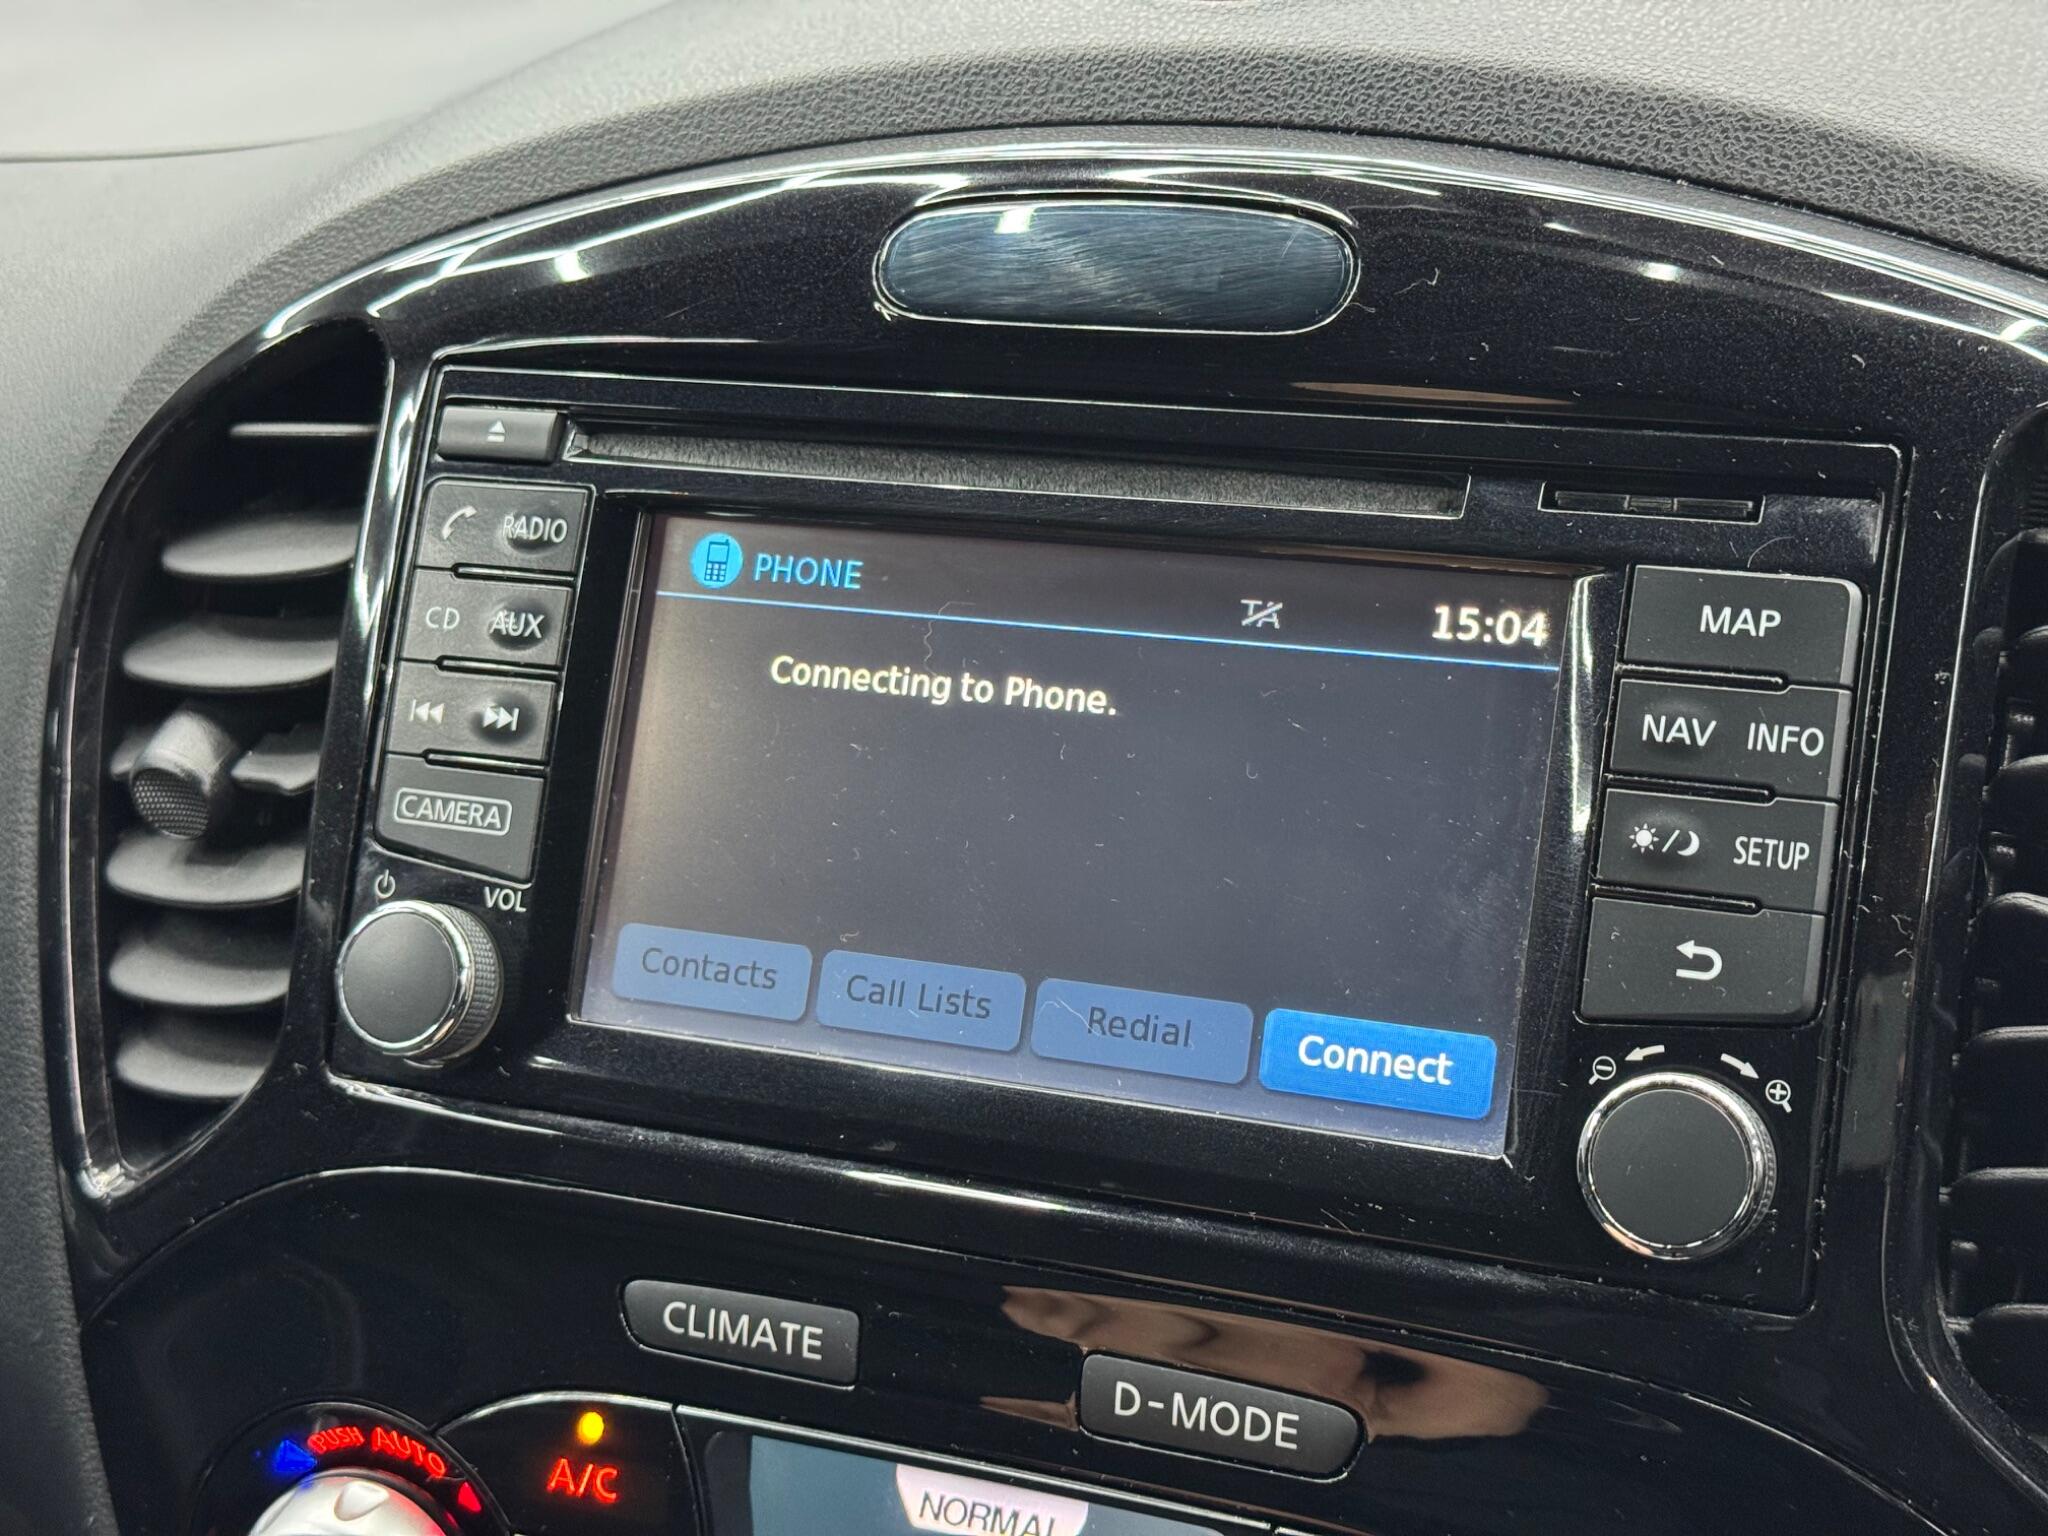 RADIO
CD AUX
CAMERA
VOL
PHONE
TA
15:04
Connecting to Phone.
Contacts
Call Lists
Redial
Connect
MAP
NAV INFO
SETUP
CLIMATE
D-MODE
PUSH AUTO
A/C
NORMAL